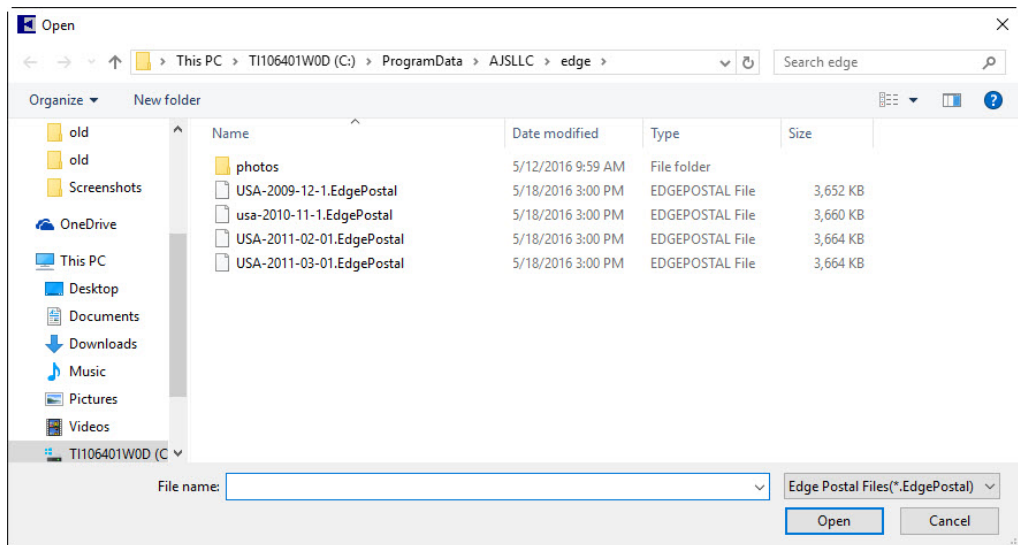 Open
This PC > TI106401W0D (C:) > ProgramData > AJSLLC > edge >
Search edge
Organize
New folder
old
old
Screenshots
OneDrive
This PC
Desktop
Documents
Downloads
Music
Pictures
Videos
TI106401W0D (C
Name Date modified Type Size
photos 5/12/2016 9:59 AM File folder
USA-2009-12-1.EdgePostal 5/18/2016 3:00 PM EDGEPOSTAL File 3,652 KB
usa-2010-11-1.EdgePostal 5/18/2016 3:00 PM EDGEPOSTAL File 3,660 KB
USA-2011-02-01.EdgePostal 5/18/2016 3:00 PM EDGEPOSTAL File 3,664 KB
USA-2011-03-01.EdgePostal 5/18/2016 3:00 PM EDGEPOSTAL File 3,664 KB
File name:
Edge Postal Files(*.EdgePostal)
Open
Cancel